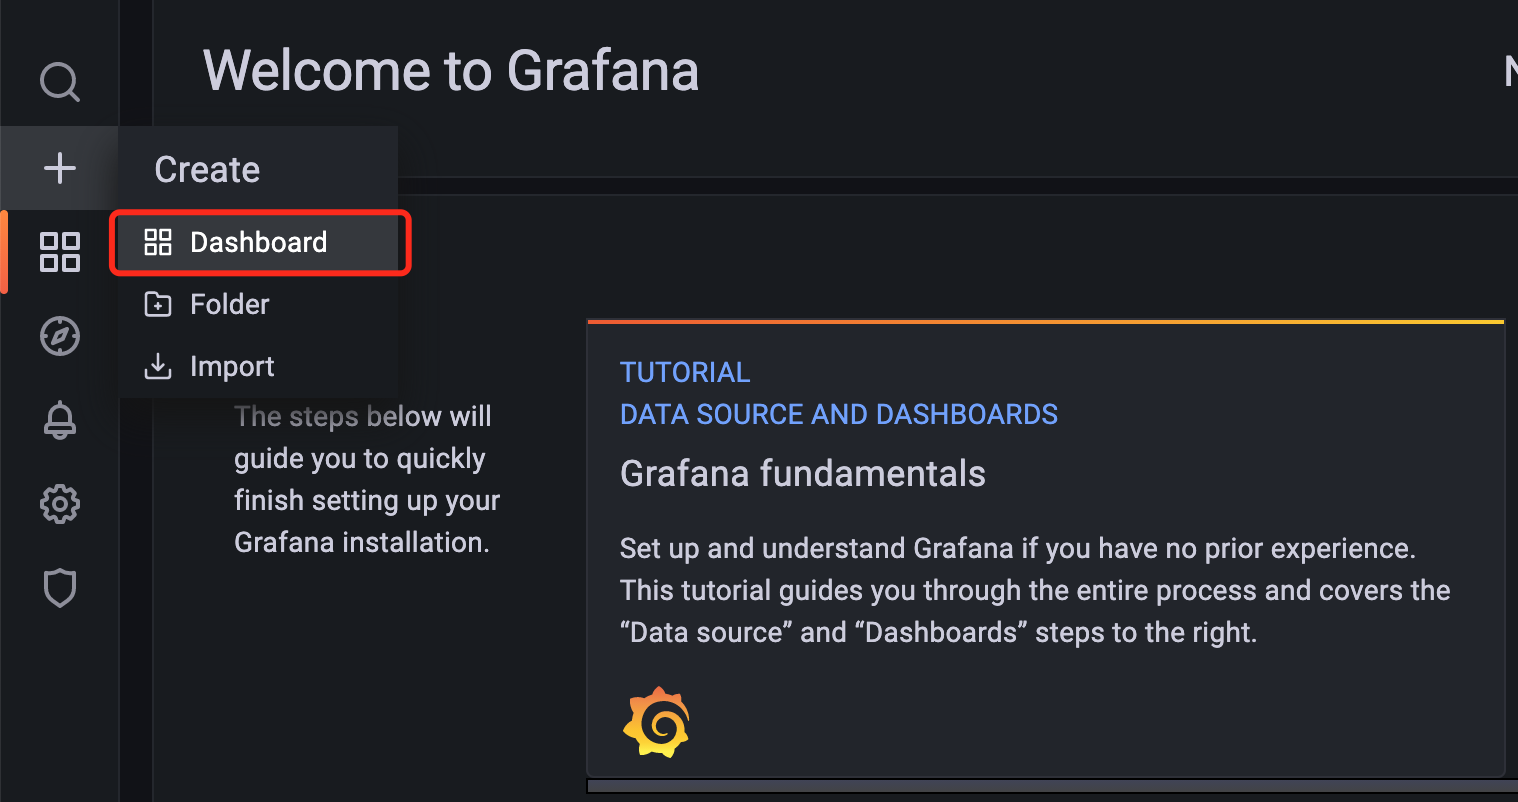 Welcome to Grafana
Create
Dashboard
Folder
Import
The steps below will
guide you to quickly
finish setting up your
Grafana installation.
TUTORIAL
DATA SOURCE AND DASHBOARDS
Grafana fundamentals
Set up and understand Grafana if you have no prior experience.
This tutorial guides you through the entire process and covers the
“Data source” and “Dashboards” steps to the right.